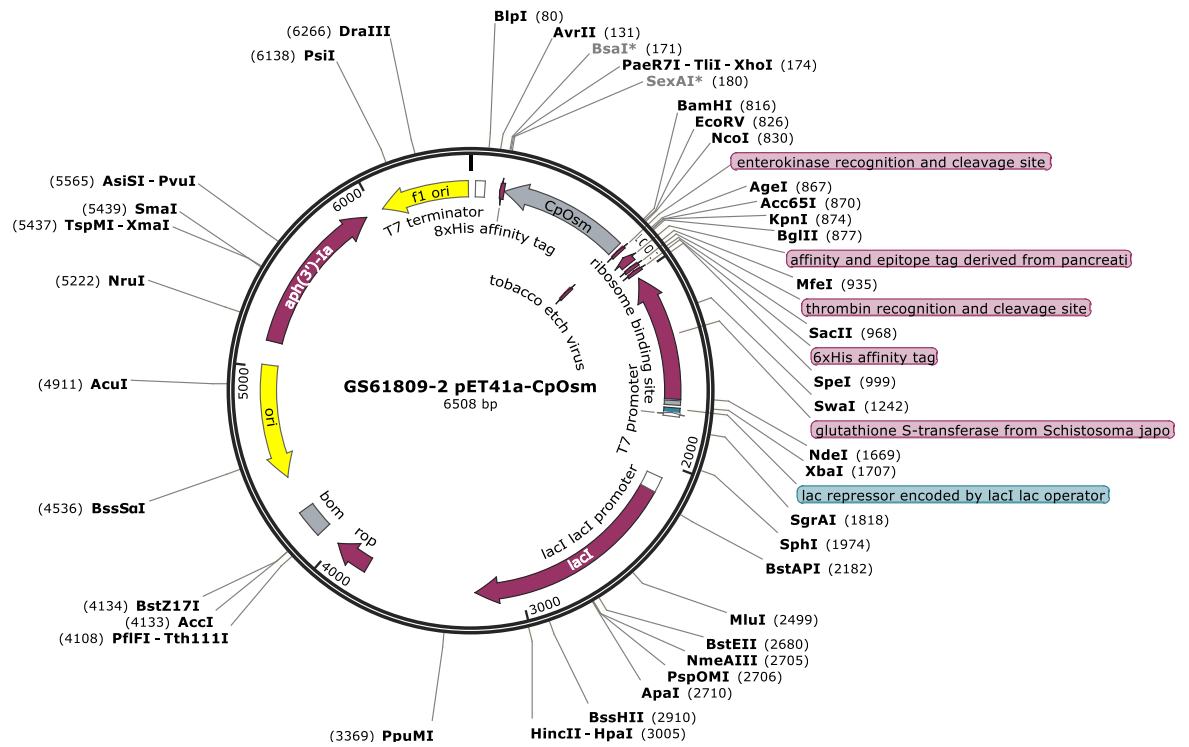 BlpI (80)
AvrII (131)
BsaI* (171)
PaeR7I - TliI - XhoI (174)
SexAI* (180)
BamHI (816)
EcoRV (826)
NcoI (830)
enterokinase recognition and cleavage site
AgeI (867)
Acc65I (870)
KpnI (874)
BglII (877)
affinity and epitope tag derived from pancreati
MfeI (935)
thrombin recognition and cleavage site
SacII (968)
6xHis affinity tag
SpeI (999)
SwaI (1242)
glutathione S-transferase from Schistosoma japo
NdeI (1669)
XbaI (1707)
lac repressor encoded by lacI lac operator
SgrAI (1818)
SphI (1974)
BstAPI (2182)
MluI (2499)
BstEII (2680)
NmeAIII (2705)
PspOMI (2706)
ApaI (2710)
BssHII (2910)
HincII - HpaI (3005)
(3369) PpuMI
(4108) PflFI - Tth111I
(4133) AccI
(4134) BstZ17I
(4536) BssSαI
(4911) AcuI
(5222) NruI
(5437) TspMI - XmaI
(5439) SmaI
(5565) AsiSI - PvuI
(6138) PsiI
(6266) DraIII
f1 ori
T7 terminator
8xHis affinity tag
CpOsm
tobacco etch virus
ribosome binding site
T7 promoter
lacI lacI promoter
lacI
rop
bom
ori
aph(3')-Ia
2000
3000
4000
5000
6000
GS61809-2 pET41a-CpOsm
6508 bp